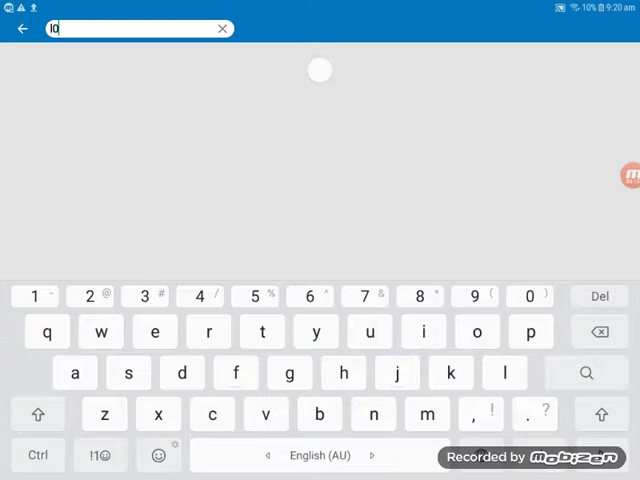 10% 9:20 am
l0
1 - 2 @ 3 # 4 / 5 % 6 ^ 7 & 8 * 9 ( 0 ) Del
q w e r t y u i o p
a s d f g h j k l
z x c v b n m , ! . ?
Ctrl !1☺ English (AU) Recorded by mobizen